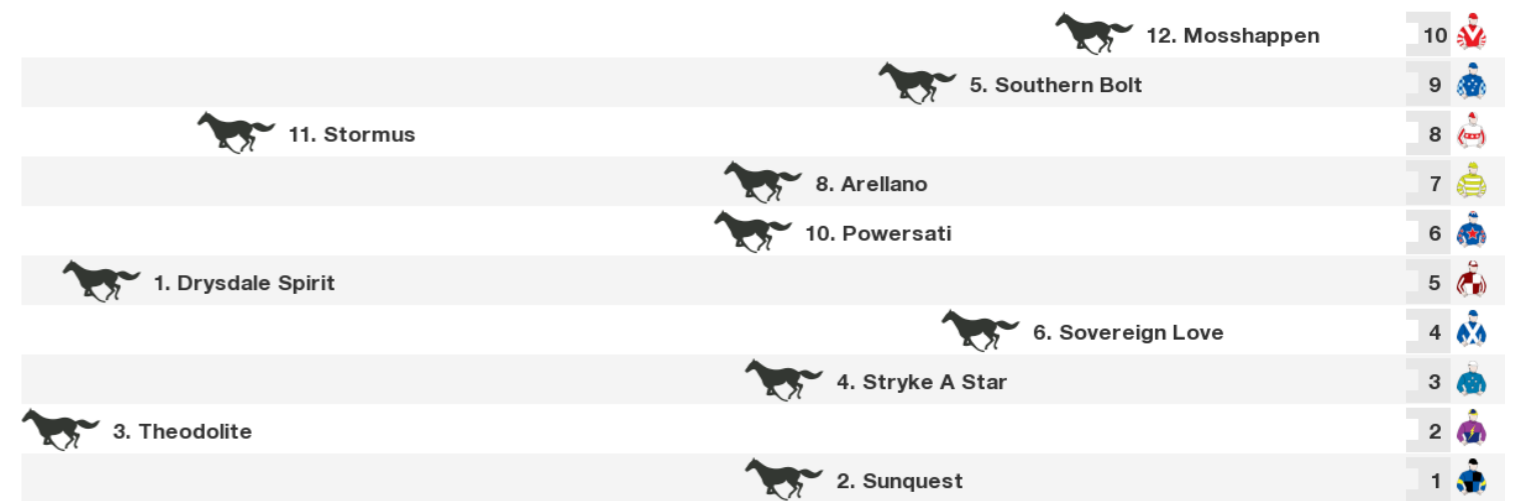 12. Mosshappen 10
5. Southern Bolt 9
11. Stormus 8
8. Arellano 7
10. Powersati 6
1. Drysdale Spirit 5
6. Sovereign Love 4
4. Stryke A Star 3
3. Theodolite 2
2. Sunquest 1